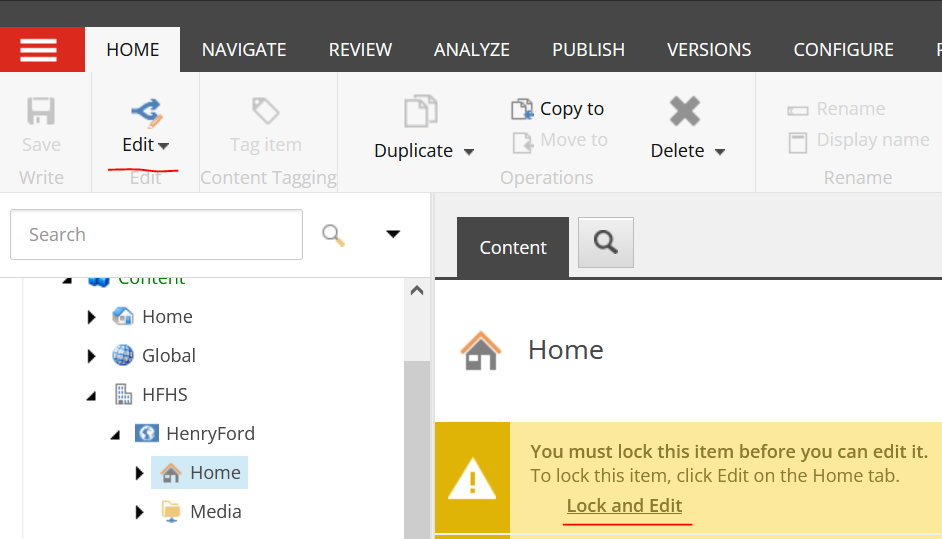 HOME NAVIGATE REVIEW ANALYZE PUBLISH VERSIONS CONFIGURE
Save
Write
Edit
Edit
Tag item
Content Tagging
Duplicate
Copy to
Move to
Delete
Operations
Rename
Display name
Rename
Search
Content
Home
Global
HFHS
HenryFord
Home
Media
Content
Home
You must lock this item before you can edit it.
To lock this item, click Edit on the Home tab.
Lock and Edit